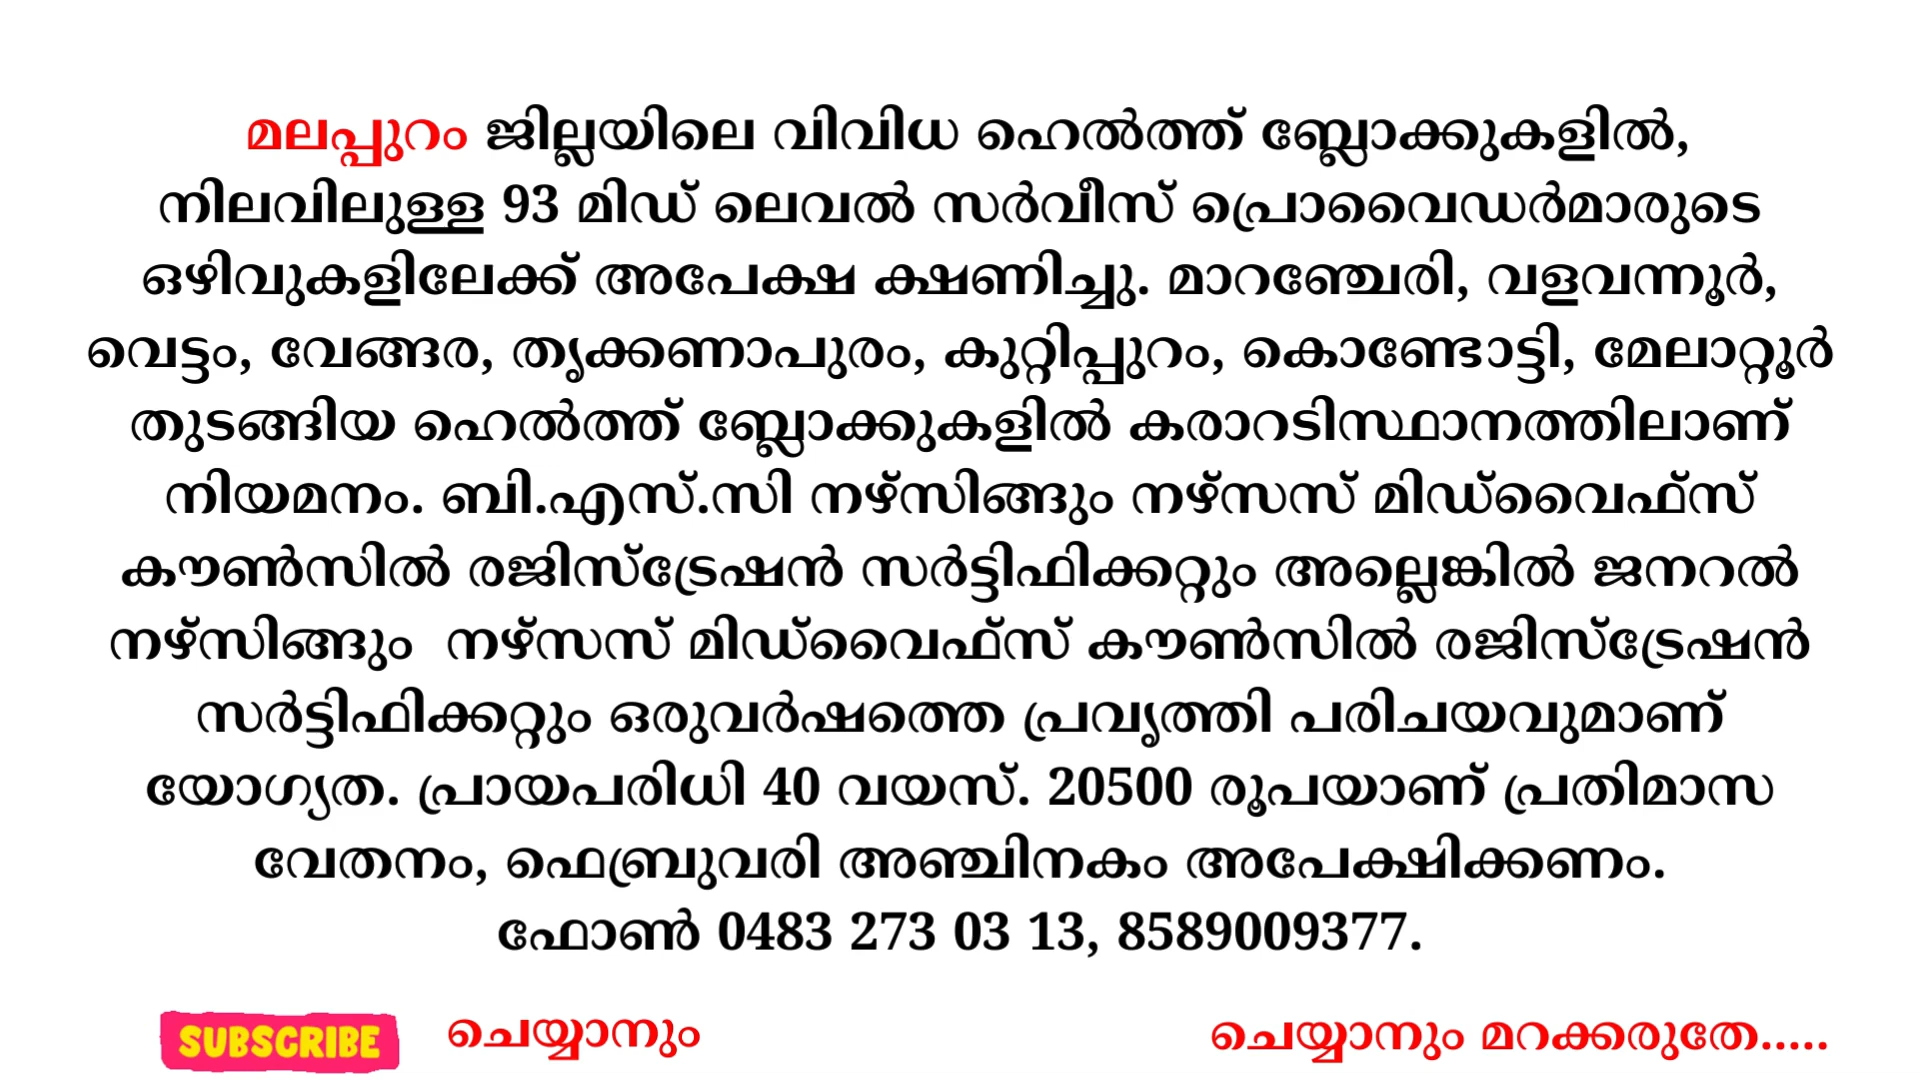 മലപ്പുറം ജില്ലയിലെ വിവിധ ഹെൽത്ത് ബ്ലോക്കുകളിൽ,
നിലവിലുള്ള 93 മിഡ് ലെവൽ സർവീസ് പ്രൊവൈഡർമാരുടെ
ഒഴിവുകളിലേക്ക് അപേക്ഷ ക്ഷണിച്ചു. മാറഞ്ചേരി, വളവന്നൂർ,
വെട്ടം, വേങ്ങര, തൃക്കണാപുരം, കുറ്റിപ്പുറം, കൊണ്ടോട്ടി, മേലാറ്റൂർ
തുടങ്ങിയ ഹെൽത്ത് ബ്ലോക്കുകളിൽ കരാറടിസ്ഥാനത്തിലാണ്
നിയമനം. ബി.എസ്.സി നഴ്സിങ്ങും നഴ്സസ് മിഡ്‌വൈഫ്സ്
കൗൺസിൽ രജിസ്ട്രേഷൻ സർട്ടിഫിക്കറ്റും അല്ലെങ്കിൽ ജനറൽ
നഴ്സിങ്ങും നഴ്സസ് മിഡ്‌വൈഫ്സ് കൗൺസിൽ രജിസ്ട്രേഷൻ
സർട്ടിഫിക്കറ്റും ഒരുവർഷത്തെ പ്രവൃത്തി പരിചയവുമാണ്
യോഗ്യത. പ്രായപരിധി 40 വയസ്. 20500 രൂപയാണ് പ്രതിമാസ
വേതനം, ഫെബ്രുവരി അഞ്ചിനകം അപേക്ഷിക്കണം.
ഫോൺ 0483 273 03 13, 8589009377.
SUBSCRIBE ചെയ്യാനും ചെയ്യാനും മറക്കരുതേ.....